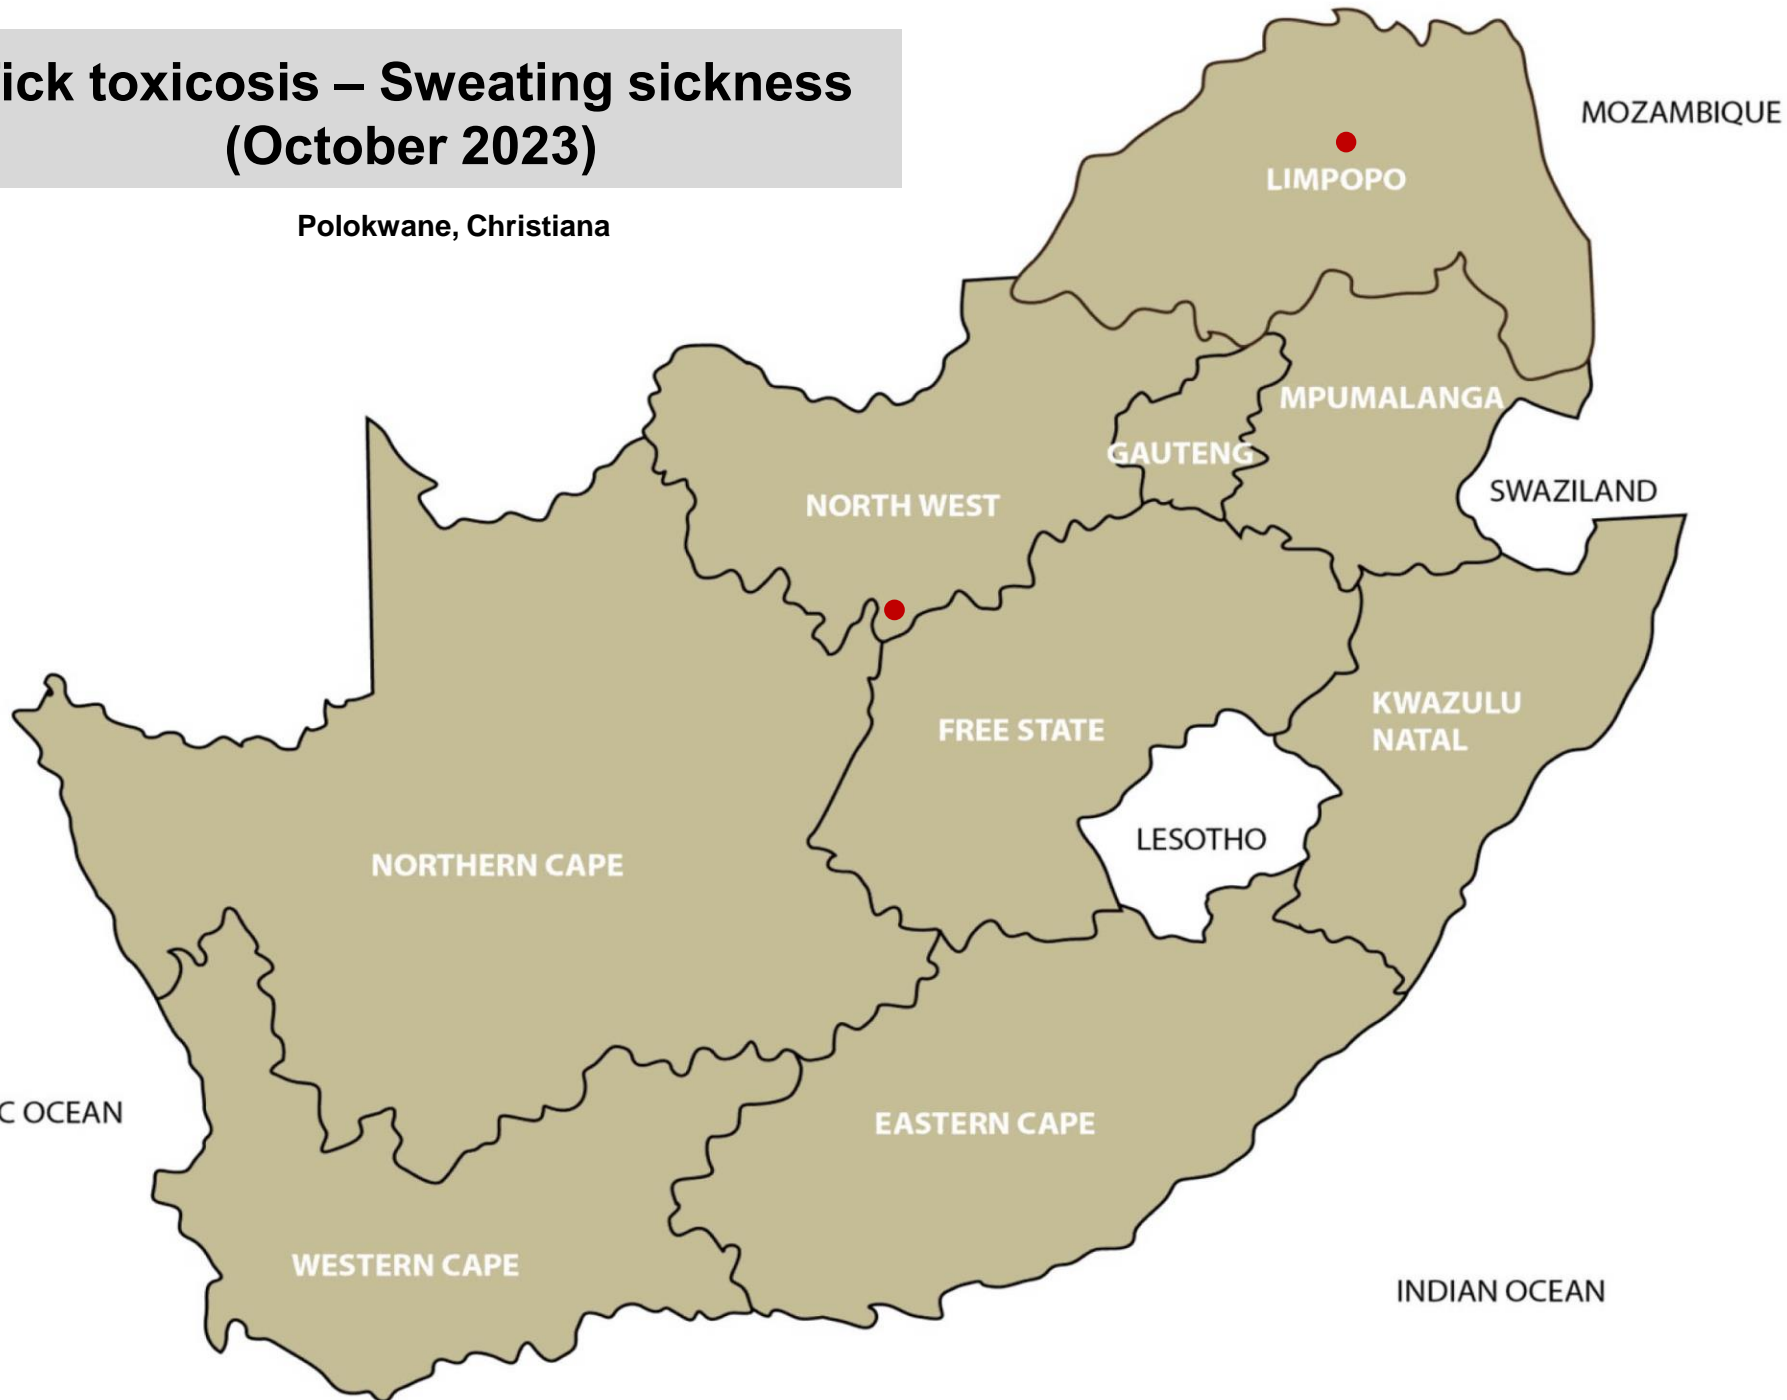 ick toxicosis – Sweating sickness
(October 2023)
Polokwane, Christiana
MOZAMBIQUE
LIMPOPO
MPUMALANGA
GAUTENG
SWAZILAND
NORTH WEST
KWAZULU
NATAL
FREE STATE
LESOTHO
NORTHERN CAPE
C OCEAN
EASTERN CAPE
WESTERN CAPE
INDIAN OCEAN